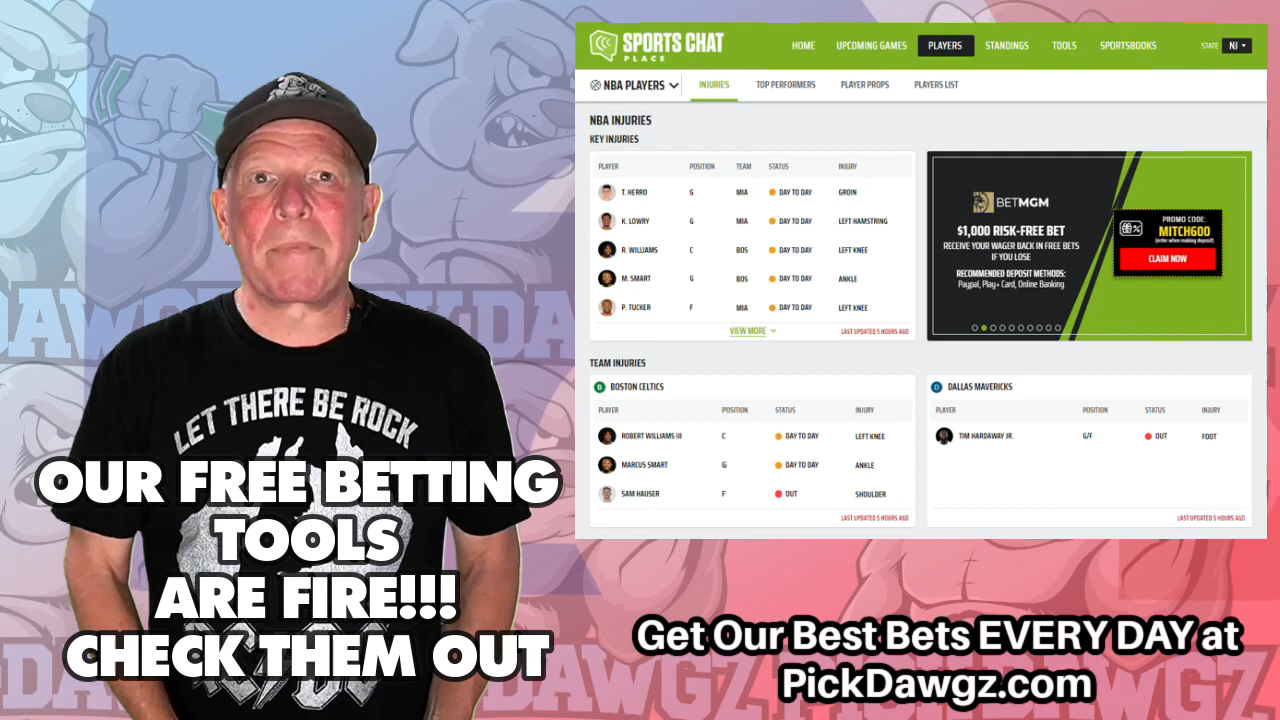 LET THERE BE ROCK
OUR FREE BETTING
TOOLS
ARE FIRE!!!
CHECK THEM OUT
SPORTS CHAT
PLACE
HOME UPCOMING GAMES PLAYERS STANDINGS TOOLS SPORTSBOOKS STATE NJ
NBA PLAYERS INJURIES TOP PERFORMERS PLAYER PROPS PLAYERS LIST
NBA INJURIES
KEY INJURIES
PLAYER POSITION TEAM STATUS INJURY
T. HERRO G MIA DAY TO DAY GROIN
K. LOWRY G MIA DAY TO DAY LEFT HAMSTRING
R. WILLIAMS C BOS DAY TO DAY LEFT KNEE
M. SMART G BOS DAY TO DAY ANKLE
P. TUCKER F MIA DAY TO DAY LEFT KNEE
VIEW MORE LAST UPDATED 5 HOURS AGO
BETMGM
$1,000 RISK-FREE BET
RECEIVE YOUR WAGER BACK IN FREE BETS
IF YOU LOSE
RECOMMENDED DEPOSIT METHODS:
Paypal, Play+ Card, Online Banking
PROMO CODE:
MITCH600
(enter when making deposit)
CLAIM NOW
TEAM INJURIES
B BOSTON CELTICS
PLAYER POSITION STATUS INJURY
ROBERT WILLIAMS III C DAY TO DAY LEFT KNEE
MARCUS SMART G DAY TO DAY ANKLE
SAM HAUSER F OUT SHOULDER
LAST UPDATED 5 HOURS AGO
D DALLAS MAVERICKS
PLAYER POSITION STATUS INJURY
TIM HARDAWAY JR. G/F OUT FOOT
LAST UPDATED 5 HOURS AGO
Get Our Best Bets EVERY DAY at
PickDawgz.com